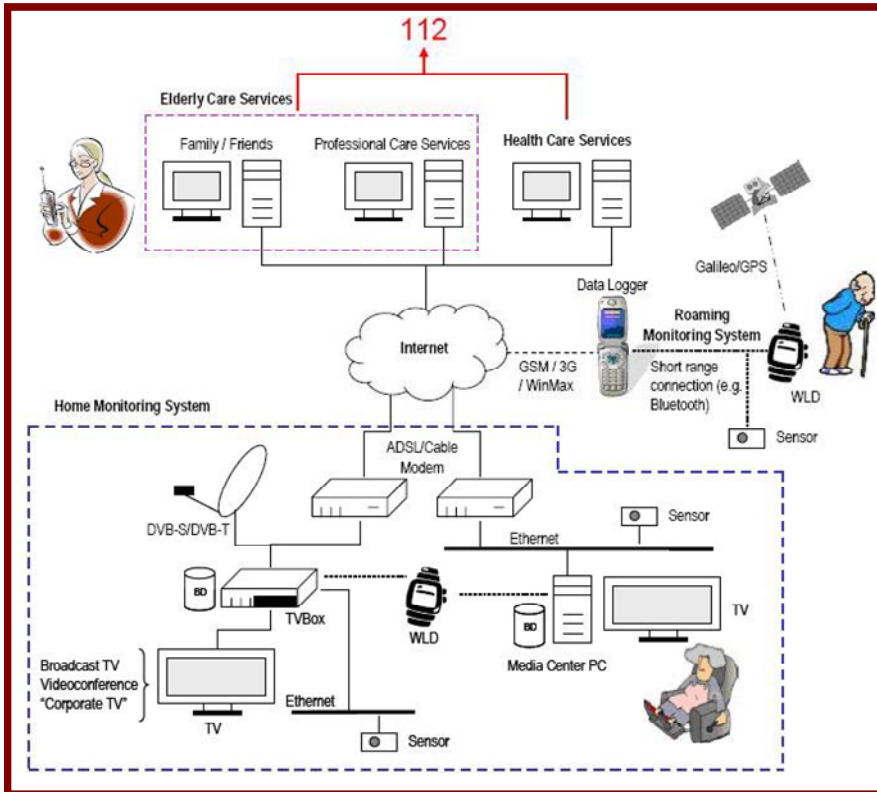 112
Elderly Care Services
Family / Friends
Professional Care Services
Health Care Services
Galileo/GPS
Data Logger
Roaming
Monitoring System
Internet
GSM / 3G
/ WinMax
Short range
connection (e.g.
Bluetooth)
WLD
Sensor
Home Monitoring System
ADSL/Cable
Modem
DVB-S/DVB-T
Sensor
Ethernet
BD
TVBox
WLD
BD
TV
Media Center PC
Broadcast TV
Videoconference
“Corporate TV”
TV
Ethernet
Sensor